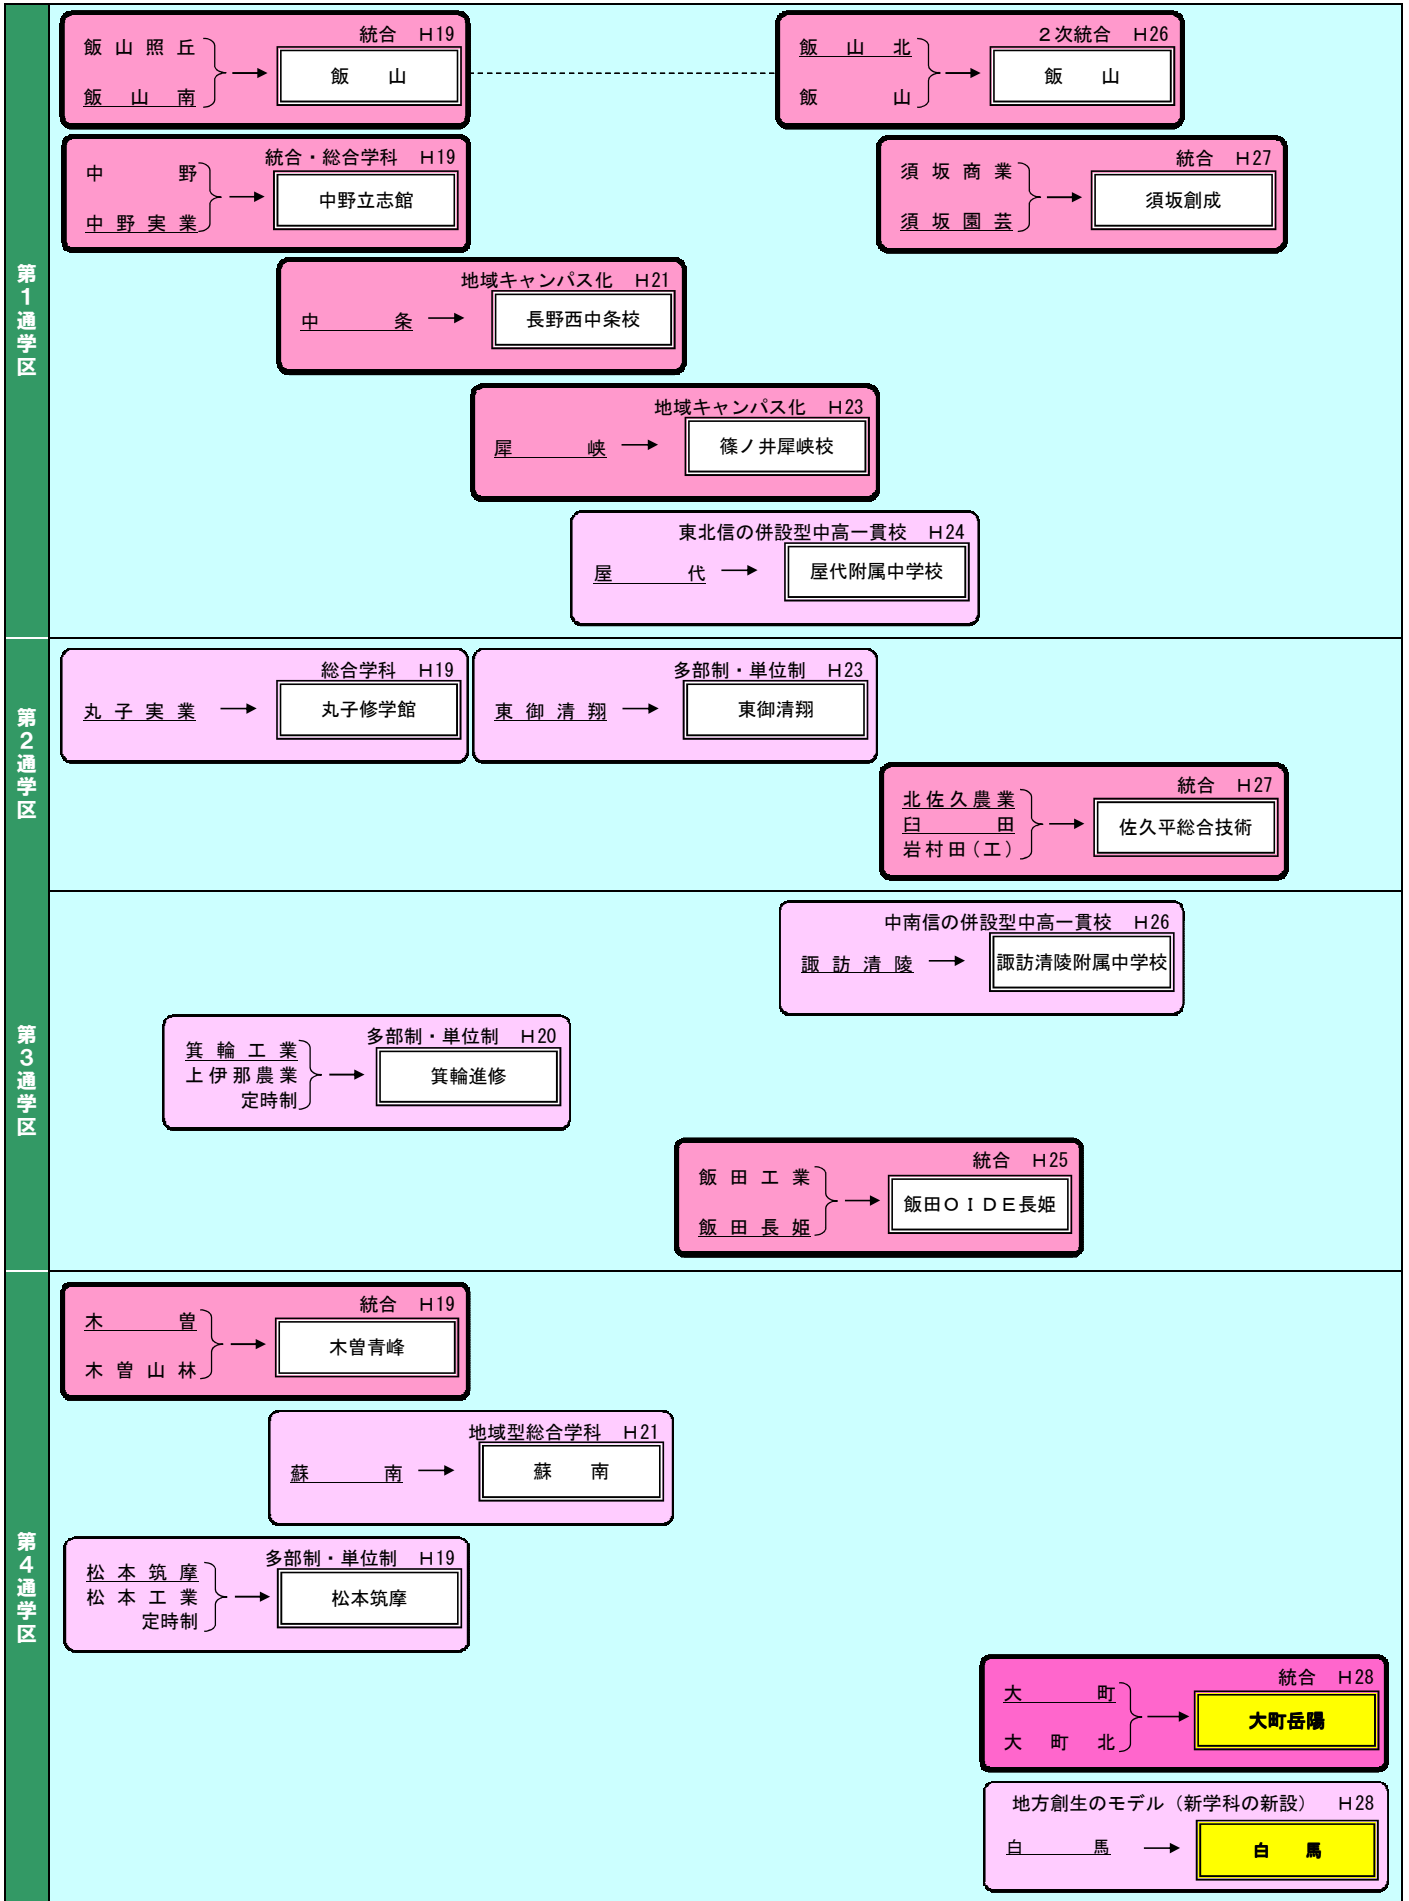 第1通学区
統合　H19
飯山照丘
飯山南
飯　山
2次統合　H26
飯山北
飯山
飯　山
統合・総合学科　H19
中野
中野実業
中野立志館
統合　H27
須坂商業
須坂園芸
須坂創成
地域キャンパス化　H21
中条
長野西中条校
地域キャンパス化　H23
犀峡
篠ノ井犀峡校
東北信の併設型中高一貫校　H24
屋代
屋代附属中学校
第2通学区
総合学科　H19
丸子実業
丸子修学館
多部制・単位制　H23
東御清翔
東御清翔
統合　H27
北佐久農業
臼田
岩村田(工)
佐久平総合技術
第3通学区
中南信の併設型中高一貫校　H26
諏訪清陵
諏訪清陵附属中学校
多部制・単位制　H20
箕輪工業
上伊那農業
定時制
箕輪進修
統合　H25
飯田工業
飯田長姫
飯田OIDE長姫
第4通学区
統合　H19
木曽
木曽山林
木曽青峰
地域型総合学科　H21
蘇南
蘇　南
多部制・単位制　H19
松本筑摩
松本工業
定時制
松本筑摩
統合　H28
大町
大町北
大町岳陽
地方創生のモデル（新学科の新設）　H28
白馬
白　馬